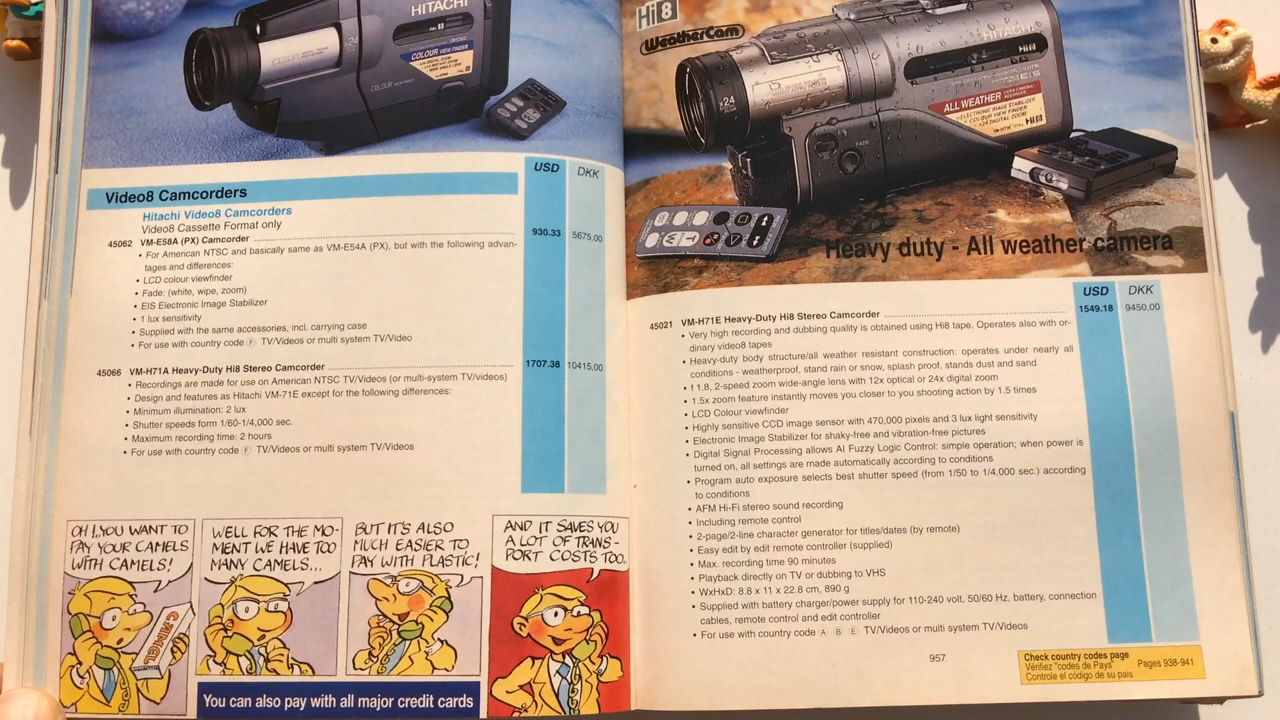 HITACHI
x24
COLOUR VIEW FINDER
COLOUR VIEW FINDER
USD DKK
Video8 Camcorders
Hitachi Video8 Camcorders
Video8 Cassette Format only
45062 VM-E58A (PX) Camcorder 930.33 5675,00
• For American NTSC and basically same as VM-E54A (PX), but with the following advan-
tages and differences:
• LCD colour viewfinder
• Fade: (white, wipe, zoom)
• EIS Electronic Image Stabilizer
• 1 lux sensitivity
• Supplied with the same accessories, incl. carrying case
• For use with country code F TV/Videos or multi system TV/Video
45066 VM-H71A Heavy-Duty Hi8 Stereo Camcorder 1707.38 10415,00
• Recordings are made for use on American NTSC TV/Videos (or multi-system TV/videos)
• Design and features as Hitachi VM-71E except for the following differences:
• Minimum illumination: 2 lux
• Shutter speeds form 1/60-1/4,000 sec.
• Maximum recording time: 2 hours
• For use with country code F TV/Videos or multi system TV/Videos
OH! YOU WANT TO
PAY YOUR CAMELS
WITH CAMELS!
CAMEL
WELL FOR THE MO-
MENT WE HAVE TOO
MANY CAMELS...
BUT IT'S ALSO
MUCH EASIER TO
PAY WITH PLASTIC!
AND IT SAVES YOU
A LOT OF TRANS-
PORT COSTS TOO.
You can also pay with all major credit cards
Hi8
WeatherCam
HITACHI
Hi8
EIS
x24
FADE
ALL WEATHER VIDEO CAMERA/RECORDER
• ELECTRONIC IMAGE STABILIZER
• COLOUR VIEW FINDER
• x24 DIGITAL ZOOM
Hi8
Heavy duty - All weather camera
USD DKK
45021 VM-H71E Heavy-Duty Hi8 Stereo Camcorder 1549.18 9450,00
• Very high recording and dubbing quality is obtained using Hi8 tape. Operates also with or-
dinary video8 tapes
• Heavy-duty body structure/all weather resistant construction: operates under nearly all
conditions - weatherproof, stand rain or snow, splash proof, stands dust and sand
• f 1.8, 2-speed zoom wide-angle lens with 12x optical or 24x digital zoom
• 1.5x zoom feature instantly moves you closer to you shooting action by 1.5 times
• LCD Colour viewfinder
• Highly sensitive CCD image sensor with 470,000 pixels and 3 lux light sensitivity
• Electronic Image Stabilizer for shaky-free and vibration-free pictures
• Digital Signal Processing allows AI Fuzzy Logic Control: simple operation; when power is
turned on, all settings are made automatically according to conditions
• Program auto exposure selects best shutter speed (from 1/50 to 1/4,000 sec.) according
to conditions
• AFM Hi-Fi stereo sound recording
• Including remote control
• 2-page/2-line character generator for titles/dates (by remote)
• Easy edit by edit remote controller (supplied)
• Max. recording time 90 minutes
• Playback directly on TV or dubbing to VHS
• WxHxD: 8.8 x 11 x 22.8 cm, 890 g
• Supplied with battery charger/power supply for 110-240 volt, 50/60 Hz, battery, connection
cables, remote control and edit controller
• For use with country code A B E TV/Videos or multi system TV/Videos
957
Check country codes page
Vérifiez "codes de Pays" Pages 938-941
Controle el código de su pais